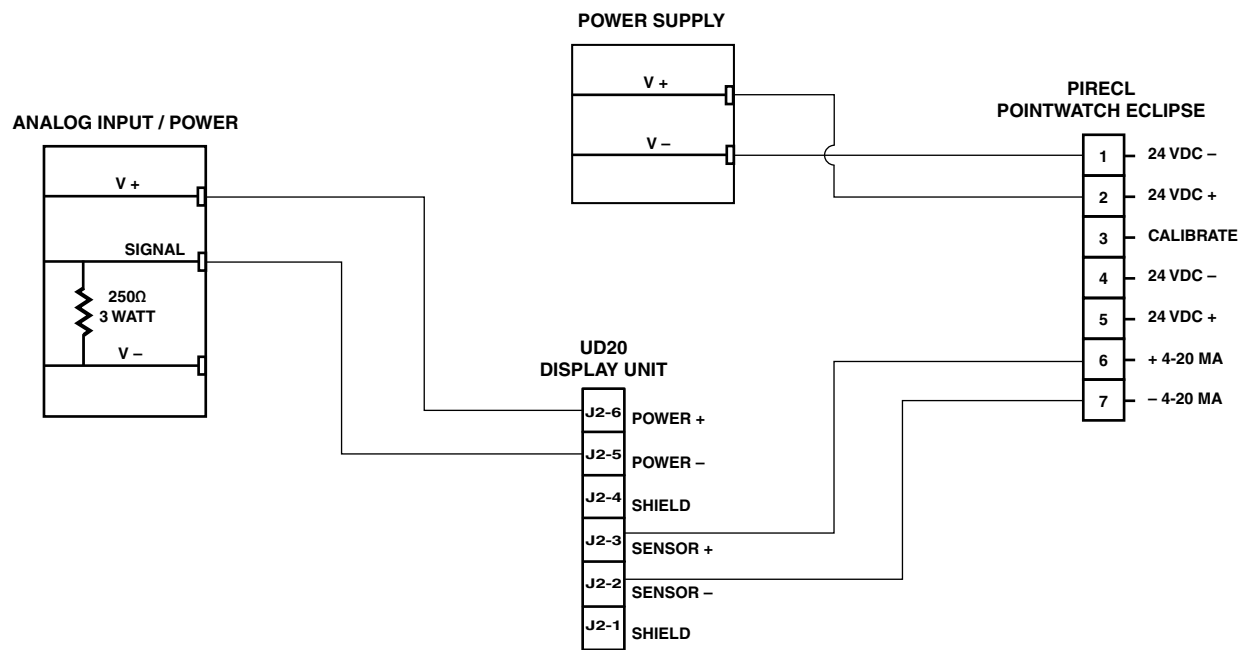 POWER SUPPLY
V +
V –
ANALOG INPUT / POWER
V +
SIGNAL
250Ω
3 WATT
V –
PIRECL
POINTWATCH ECLIPSE
1 24 VDC –
2 24 VDC +
3 CALIBRATE
4 24 VDC –
5 24 VDC +
6 + 4-20 MA
7 – 4-20 MA
UD20
DISPLAY UNIT
J2-6 POWER +
J2-5 POWER –
J2-4 SHIELD
J2-3 SENSOR +
J2-2 SENSOR –
J2-1 SHIELD